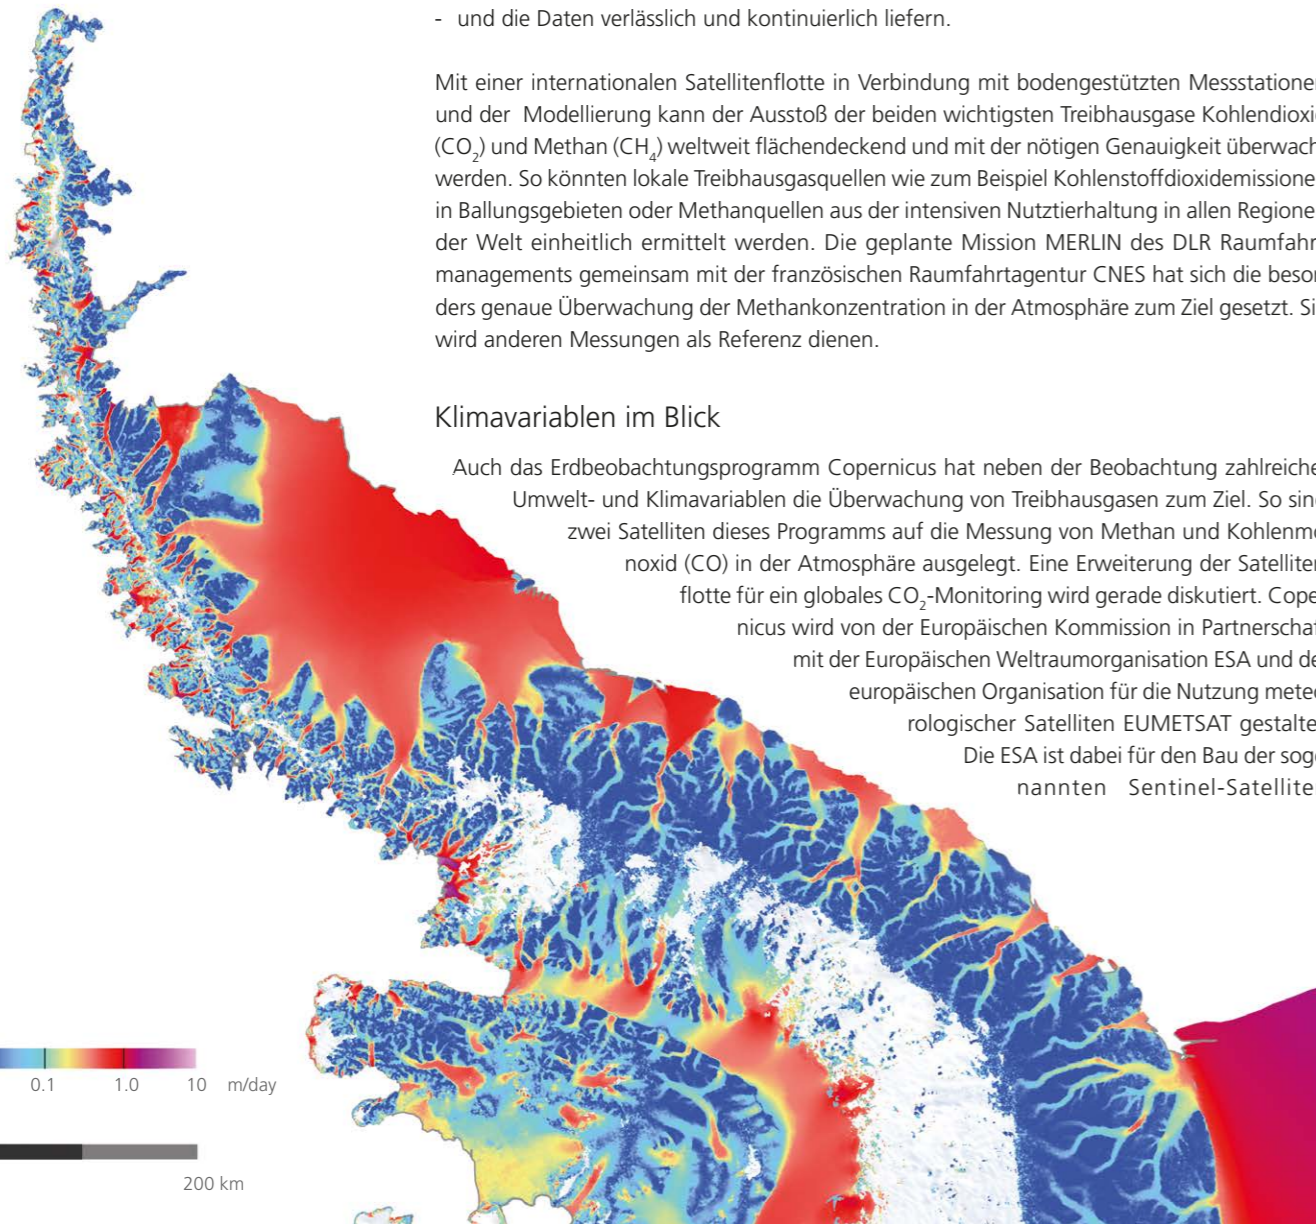 - und die Daten verlässlich und kontinuierlich liefern.
Mit einer internationalen Satellitenflotte in Verbindung mit bodengestützten Messstatione
und der Modellierung kann der Ausstoß der beiden wichtigsten Treibhausgase Kohlendioxi
(CO₂) und Methan (CH₄) weltweit flächendeckend und mit der nötigen Genauigkeit überwach
werden. So könnten lokale Treibhausgasquellen wie zum Beispiel Kohlenstoffdioxidemissione
in Ballungsgebieten oder Methanquellen aus der intensiven Nutztierhaltung in allen Regione
der Welt einheitlich ermittelt werden. Die geplante Mission MERLIN des DLR Raumfahr
managements gemeinsam mit der französischen Raumfahrtagentur CNES hat sich die beson
ders genaue Überwachung der Methankonzentration in der Atmosphäre zum Ziel gesetzt. Si
wird anderen Messungen als Referenz dienen.
Klimavariablen im Blick
Auch das Erdbeobachtungsprogramm Copernicus hat neben der Beobachtung zahlreiche
Umwelt- und Klimavariablen die Überwachung von Treibhausgasen zum Ziel. So sin
zwei Satelliten dieses Programms auf die Messung von Methan und Kohlenm
noxid (CO) in der Atmosphäre ausgelegt. Eine Erweiterung der Satellite
flotte für ein globales CO₂-Monitoring wird gerade diskutiert. Cope
nicus wird von der Europäischen Kommission in Partnerschaf
mit der Europäischen Weltraumorganisation ESA und de
europäischen Organisation für die Nutzung mete
rologischer Satelliten EUMETSAT gestalte
Die ESA ist dabei für den Bau der sog
nannten Sentinel-Satellite
0.1 1.0 10 m/day
200 km